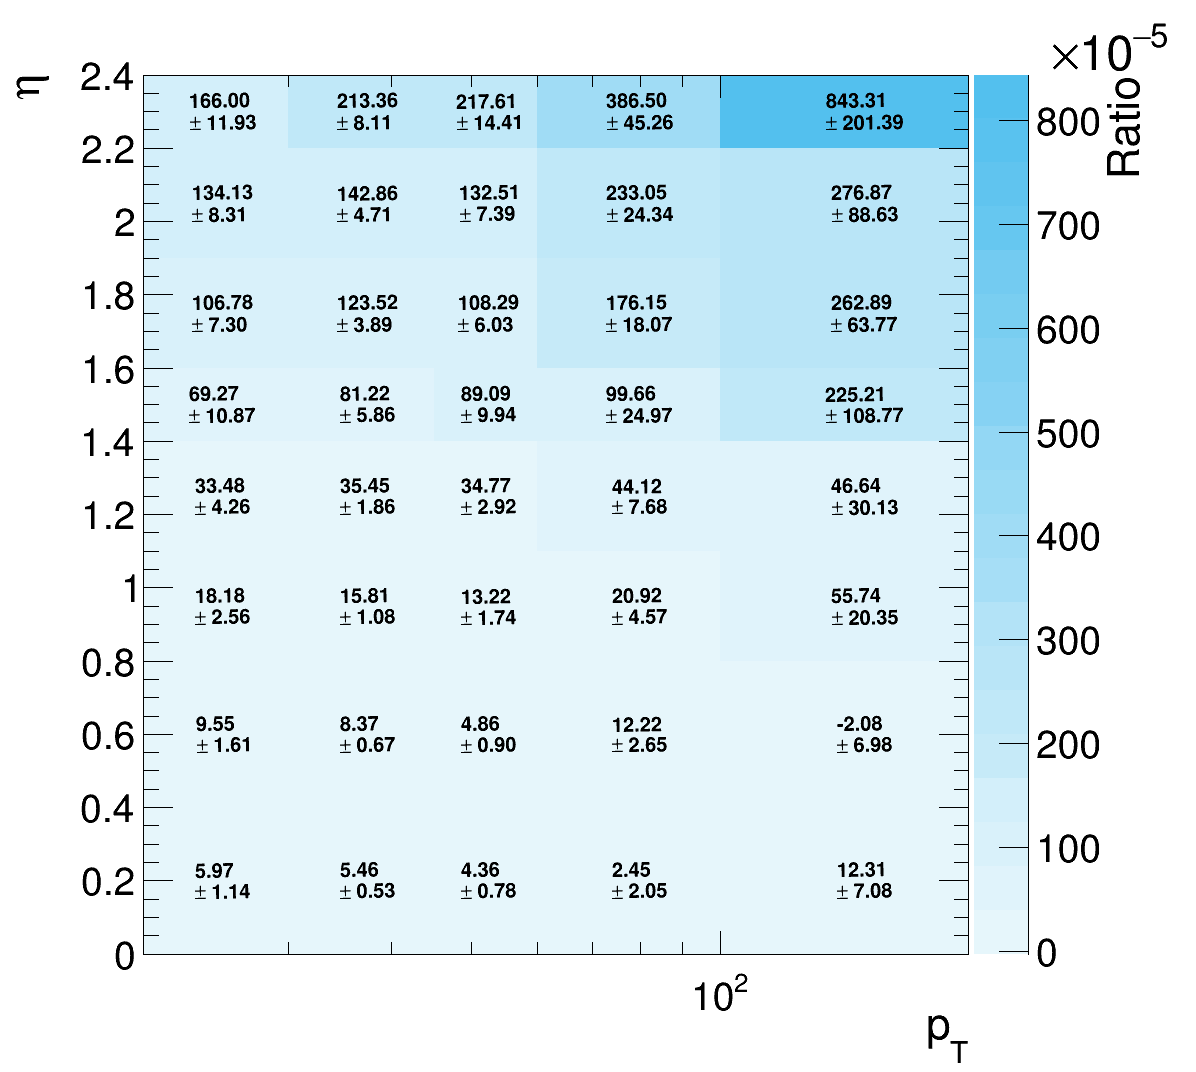 ×10−5
Ratio
η
2.4
2.2
2
1.8
1.6
1.4
1.2
1
0.8
0.6
0.4
0.2
0
166.00 213.36 217.61 386.50 843.31
± 11.93 ± 8.11 ± 14.41 ± 45.26 ± 201.39
134.13 142.86 132.51 233.05 276.87
± 8.31 ± 4.71 ± 7.39 ± 24.34 ± 88.63
106.78 123.52 108.29 176.15 262.89
± 7.30 ± 3.89 ± 6.03 ± 18.07 ± 63.77
69.27 81.22 89.09 99.66 225.21
± 10.87 ± 5.86 ± 9.94 ± 24.97 ± 108.77
33.48 35.45 34.77 44.12 46.64
± 4.26 ± 1.86 ± 2.92 ± 7.68 ± 30.13
18.18 15.81 13.22 20.92 55.74
± 2.56 ± 1.08 ± 1.74 ± 4.57 ± 20.35
9.55 8.37 4.86 12.22 -2.08
± 1.61 ± 0.67 ± 0.90 ± 2.65 ± 6.98
5.97 5.46 4.36 2.45 12.31
± 1.14 ± 0.53 ± 0.78 ± 2.05 ± 7.08
800
700
600
500
400
300
200
100
0
102
pT